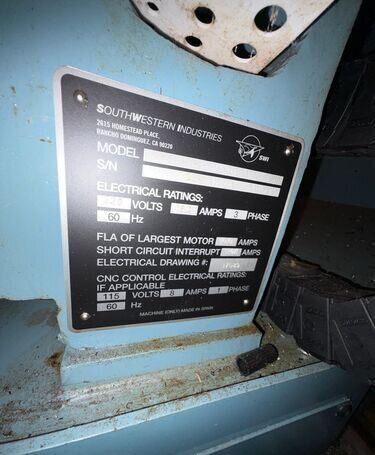 SOUTHWESTERN INDUSTRIES
2615 HOMESTEAD PLACE,
RANCHO DOMINGUEZ, CA 90220
SWI
MODEL
S/N
ELECTRICAL RATINGS:
VOLTS AMPS 3 PHASE
60 Hz
FLA OF LARGEST MOTOR AMPS
SHORT CIRCUIT INTERRUPT AMPS
ELECTRICAL DRAWING #:
CNC CONTROL ELECTRICAL RATINGS:
IF APPLICABLE
115 VOLTS 8 AMPS 1 PHASE
60 Hz
MACHINE (ONLY) MADE IN SPAIN